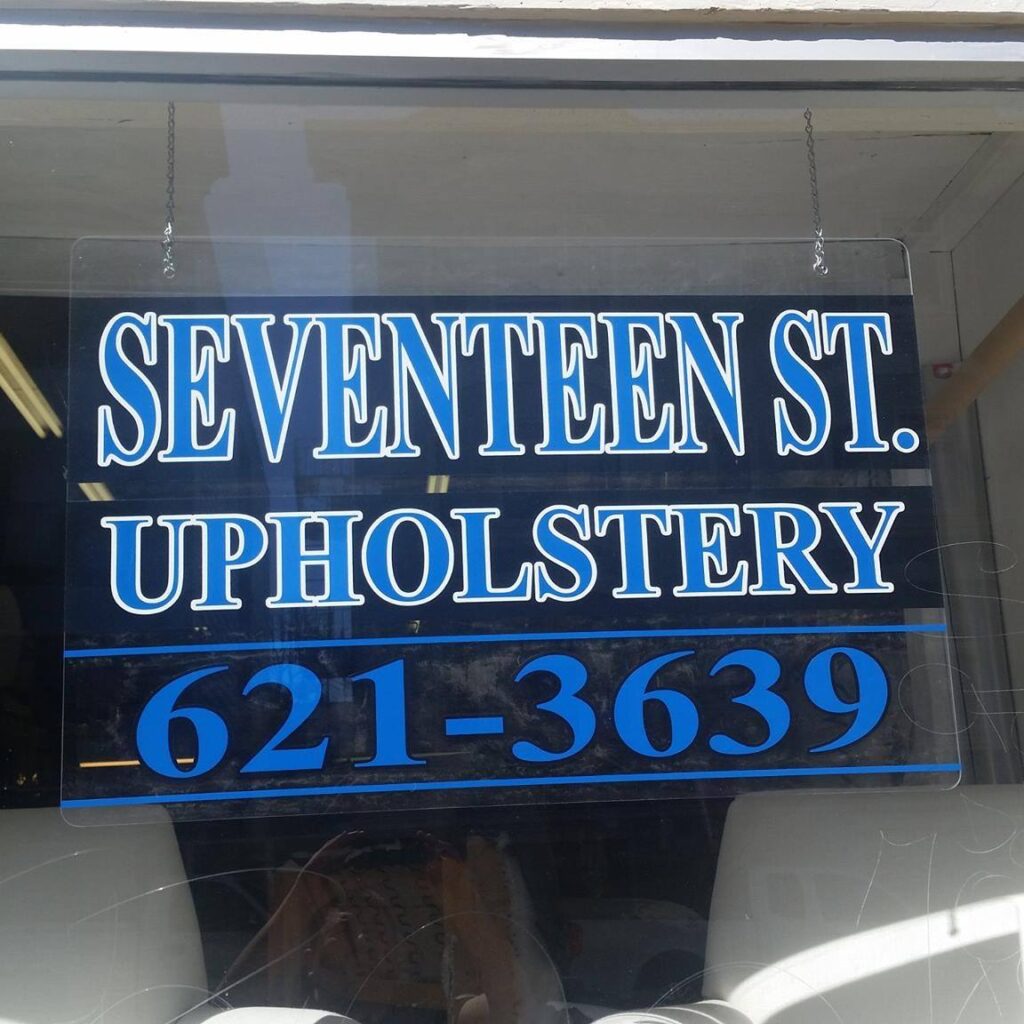 SEVENTEEN ST.
UPHOLSTERY
621-3639